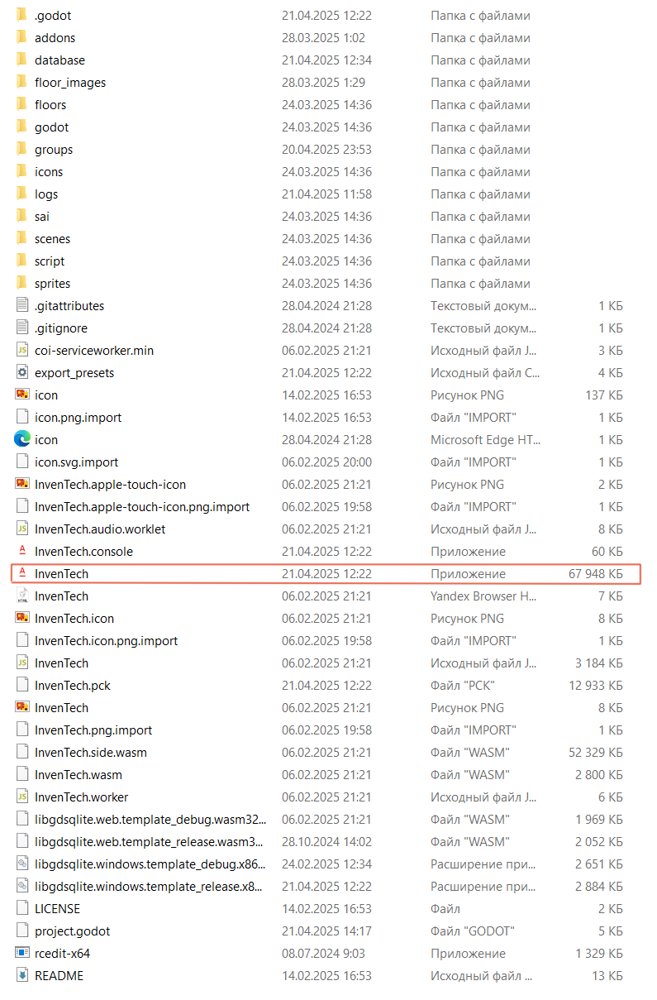 .godot 21.04.2025 12:22 Папка с файлами
addons 28.03.2025 1:02 Папка с файлами
database 21.04.2025 12:34 Папка с файлами
floor_images 28.03.2025 1:29 Папка с файлами
floors 24.03.2025 14:36 Папка с файлами
godot 24.03.2025 14:36 Папка с файлами
groups 20.04.2025 23:53 Папка с файлами
icons 24.03.2025 14:36 Папка с файлами
logs 21.04.2025 11:58 Папка с файлами
sai 24.03.2025 14:36 Папка с файлами
scenes 24.03.2025 14:36 Папка с файлами
script 24.03.2025 14:36 Папка с файлами
sprites 24.03.2025 14:36 Папка с файлами
.gitattributes 28.04.2024 21:28 Текстовый докум... 1 КБ
.gitignore 28.04.2024 21:28 Текстовый докум... 1 КБ
JS coi-serviceworker.min 06.02.2025 21:21 Исходный файл J... 3 КБ
export_presets 21.04.2025 12:22 Исходный файл C... 4 КБ
icon 14.02.2025 16:53 Рисунок PNG 137 КБ
icon.png.import 14.02.2025 16:53 Файл "IMPORT" 1 КБ
icon 28.04.2024 21:28 Microsoft Edge HT... 1 КБ
icon.svg.import 06.02.2025 20:00 Файл "IMPORT" 1 КБ
InvenTech.apple-touch-icon 06.02.2025 21:21 Рисунок PNG 2 КБ
InvenTech.apple-touch-icon.png.import 06.02.2025 19:58 Файл "IMPORT" 1 КБ
JS InvenTech.audio.worklet 06.02.2025 21:21 Исходный файл J... 8 КБ
A InvenTech.console 21.04.2025 12:22 Приложение 60 КБ
A InvenTech 21.04.2025 12:22 Приложение 67 948 КБ
HTML InvenTech 06.02.2025 21:21 Yandex Browser H... 7 КБ
InvenTech.icon 06.02.2025 21:21 Рисунок PNG 8 КБ
InvenTech.icon.png.import 06.02.2025 19:58 Файл "IMPORT" 1 КБ
JS InvenTech 06.02.2025 21:21 Исходный файл J... 3 184 КБ
InvenTech.pck 21.04.2025 12:22 Файл "PCK" 12 933 КБ
InvenTech 06.02.2025 21:21 Рисунок PNG 8 КБ
InvenTech.png.import 06.02.2025 19:58 Файл "IMPORT" 1 КБ
InvenTech.side.wasm 06.02.2025 21:21 Файл "WASM" 52 329 КБ
InvenTech.wasm 06.02.2025 21:21 Файл "WASM" 2 800 КБ
JS InvenTech.worker 06.02.2025 21:21 Исходный файл J... 6 КБ
libgdsqlite.web.template_debug.wasm32... 06.02.2025 21:21 Файл "WASM" 1 969 КБ
libgdsqlite.web.template_release.wasm3... 28.10.2024 14:02 Файл "WASM" 2 052 КБ
libgdsqlite.windows.template_debug.x86... 24.02.2025 12:34 Расширение при... 2 651 КБ
libgdsqlite.windows.template_release.x8... 21.04.2025 12:22 Расширение при... 2 884 КБ
LICENSE 14.02.2025 16:53 Файл 2 КБ
project.godot 21.04.2025 14:17 Файл "GODOT" 5 КБ
rcedit-x64 08.07.2024 9:03 Приложение 1 329 КБ
README 14.02.2025 16:53 Исходный файл ... 13 КБ